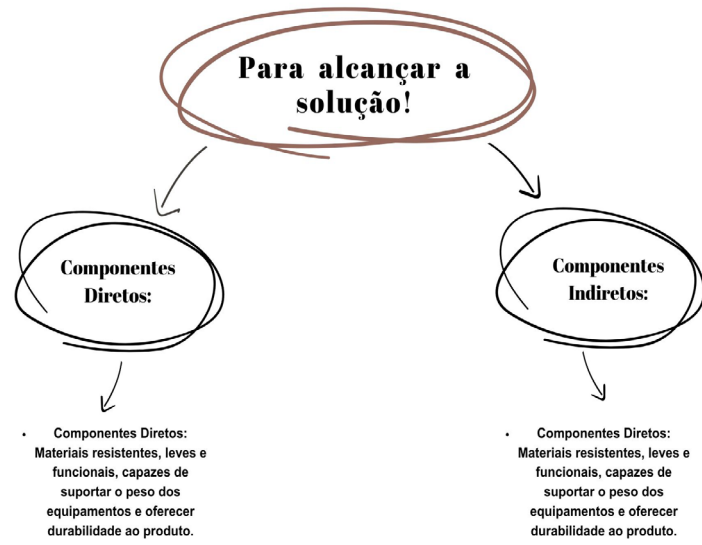 Para alcançar a
solução!
Componentes
Diretos:
Componentes
Indiretos:
• Componentes Diretos:
Materiais resistentes, leves e
funcionais, capazes de
suportar o peso dos
equipamentos e oferecer
durabilidade ao produto.
• Componentes Diretos:
Materiais resistentes, leves e
funcionais, capazes de
suportar o peso dos
equipamentos e oferecer
durabilidade ao produto.